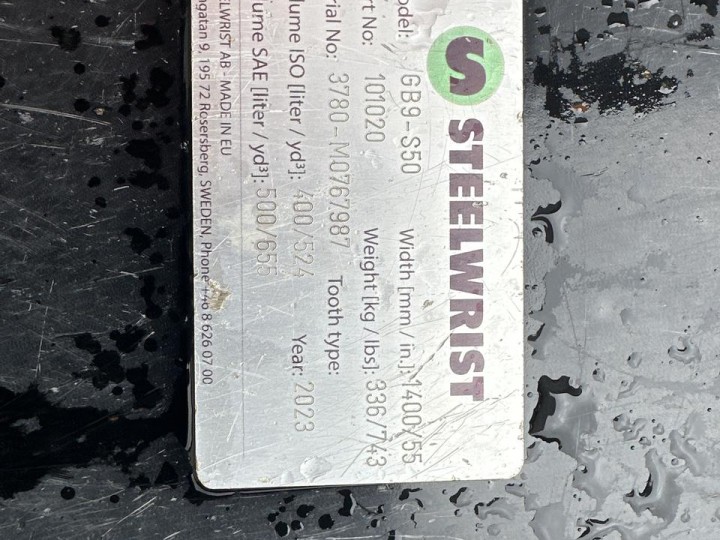 STEELWRIST
odel: GB9-S50 Width [mm/in.]: 1400/55
rt No: 101020 Weight [kg / lbs]: 336/743
rial No: 3780-M0767987 Tooth type:
lume ISO [liter / yd³]: 400/524 Year: 2023
ume SAE [liter / yd³]: 500/655
ELWRIST AB - MADE IN EU
ngatan 9, 195 72 Rosersberg, SWEDEN, Phone +46 8 626 07 00